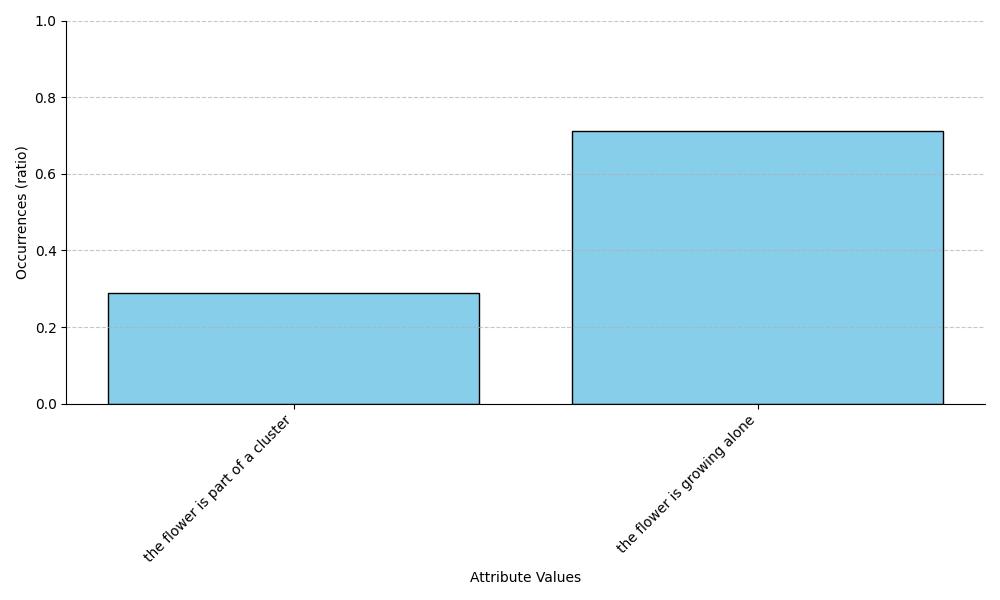 1.0
0.8
0.6
0.4
0.2
0.0
Occurrences (ratio)
the flower is part of a cluster
the flower is growing alone
Attribute Values